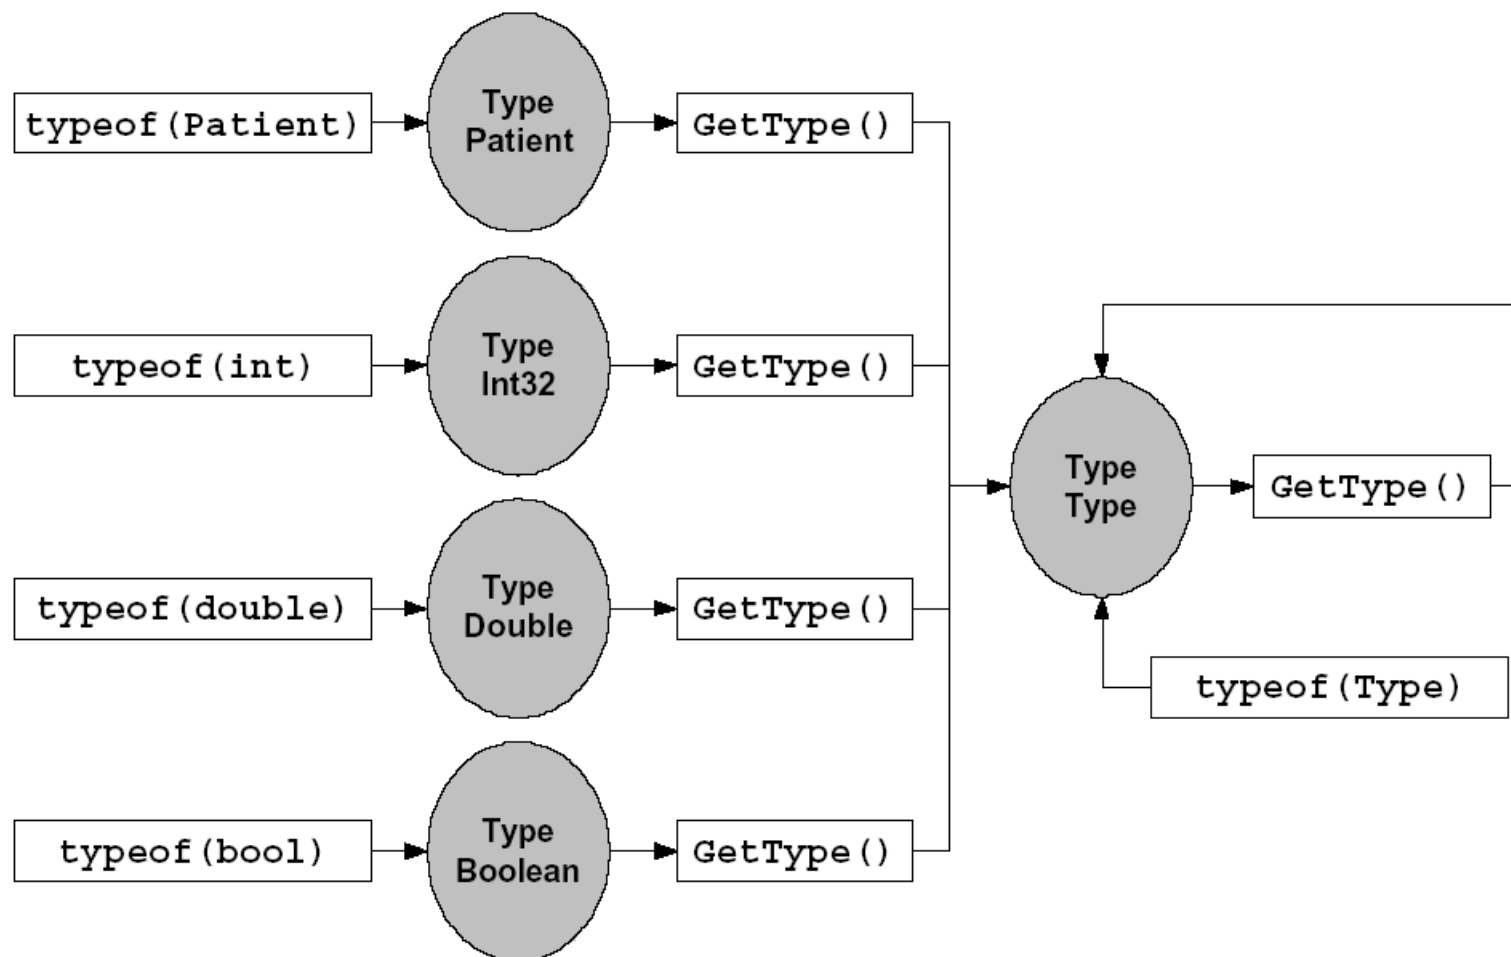 typeof(Patient)
Type
Patient
GetType()
typeof(int)
Type
Int32
GetType()
Type
Type
GetType()
typeof(double)
Type
Double
GetType()
typeof(Type)
typeof(bool)
Type
Boolean
GetType()